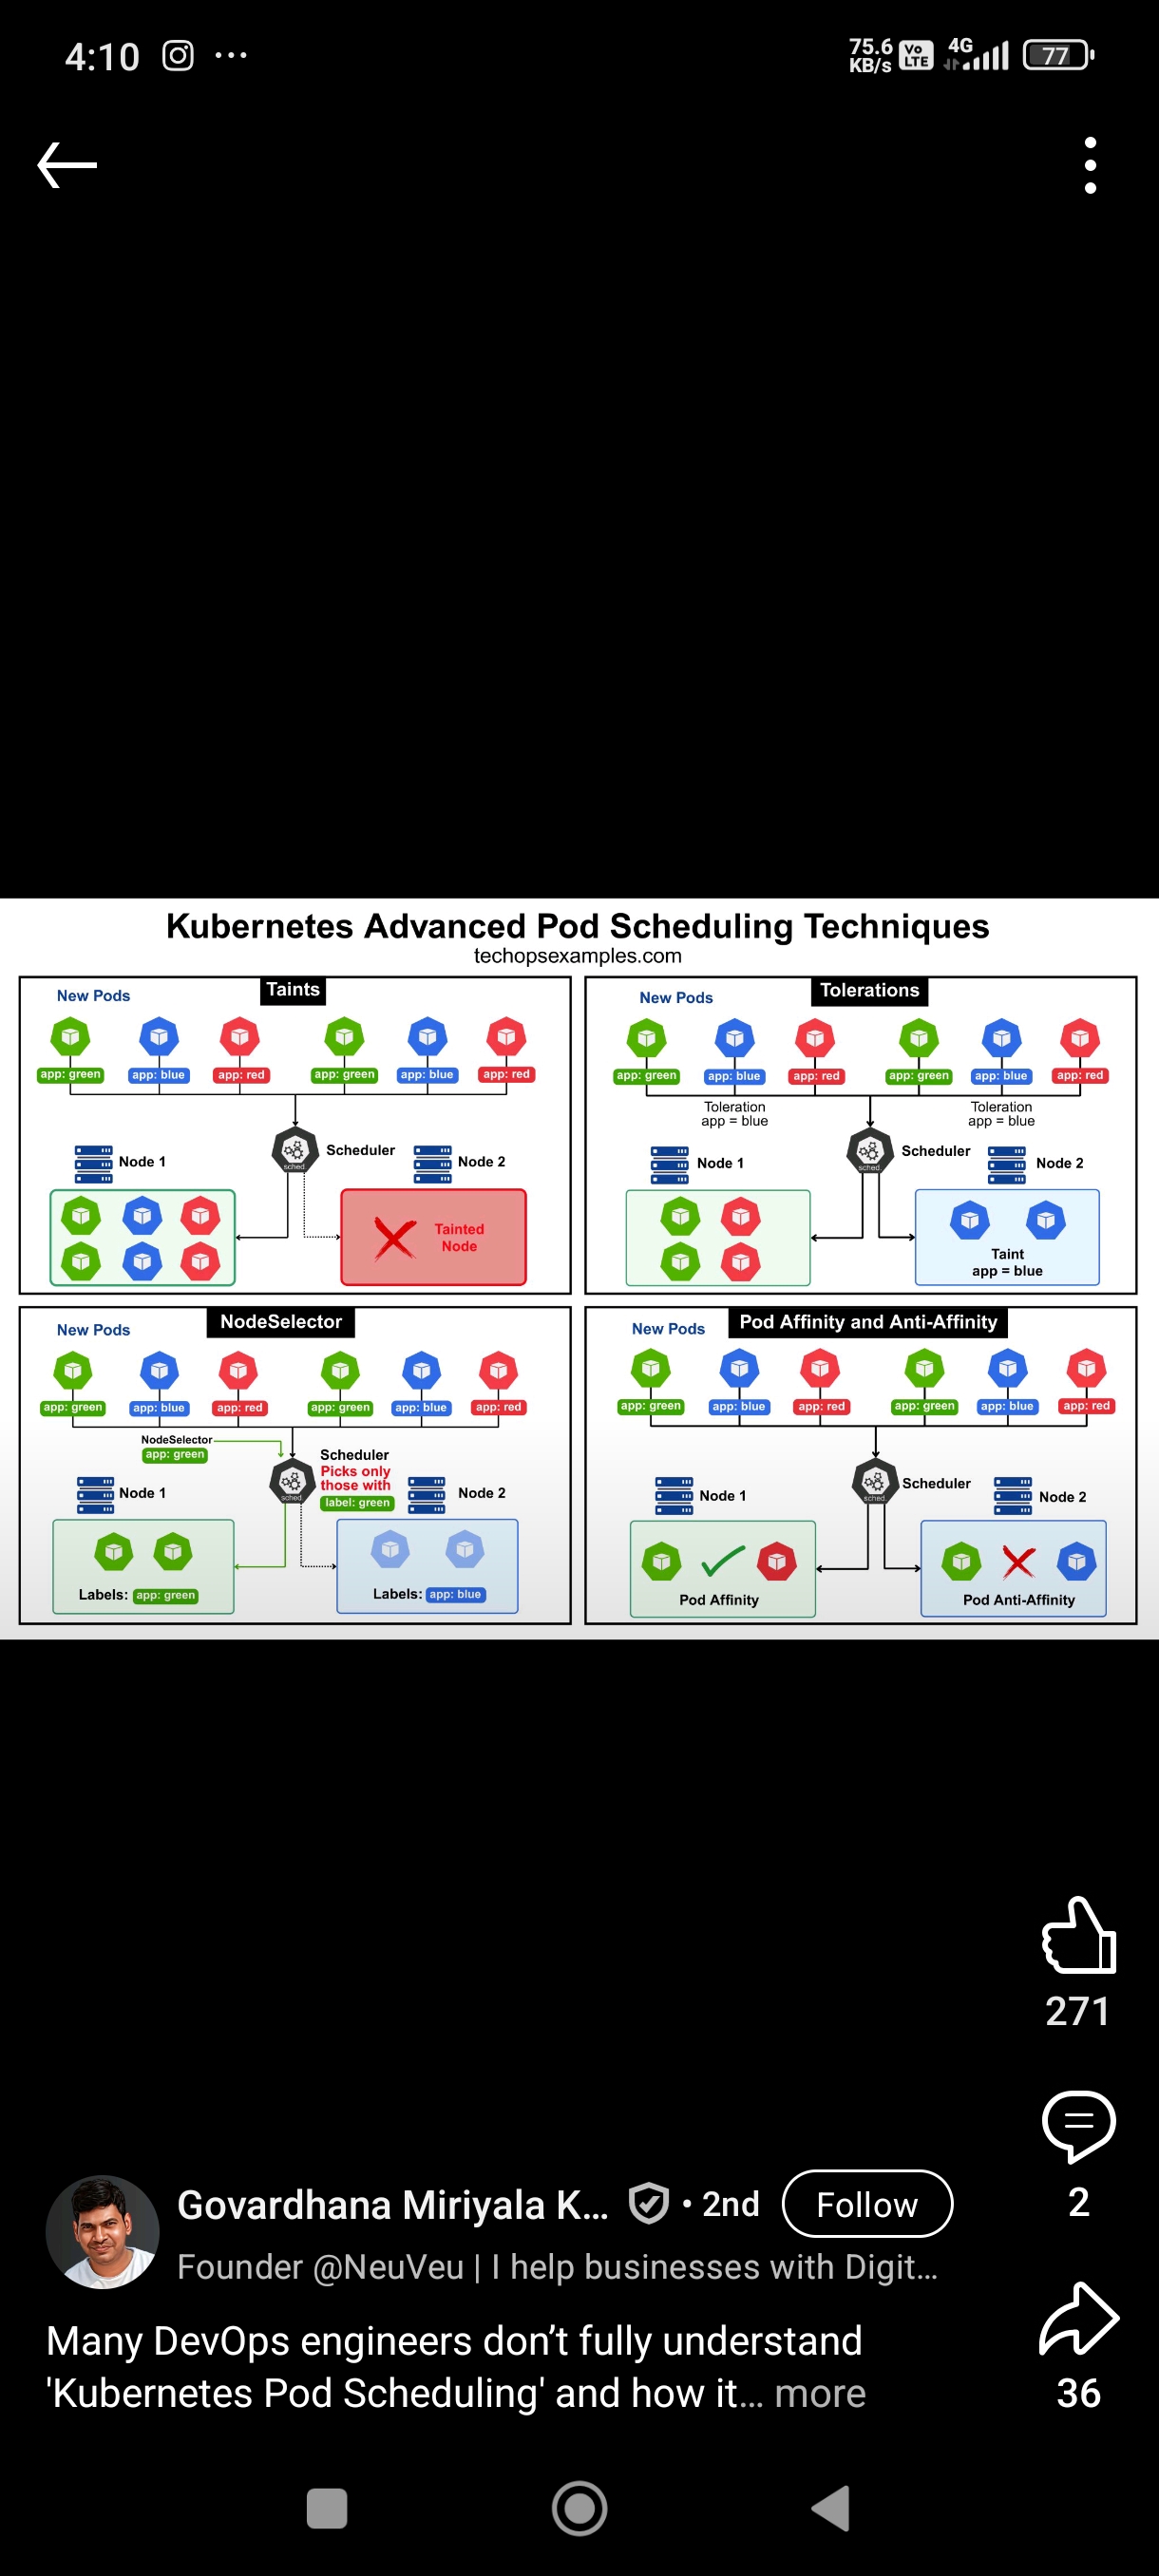 4:10
75.6
KB/s
Vo
LTE
4G
77
Kubernetes Advanced Pod Scheduling Techniques
techopsexamples.com
Taints
New Pods
app: green
app: blue
app: red
app: green
app: blue
app: red
sched.
Scheduler
Node 1
Node 2
Tainted
Node
Tolerations
New Pods
app: green
app: blue
app: red
app: green
app: blue
app: red
Toleration
app = blue
Toleration
app = blue
sched.
Scheduler
Node 1
Node 2
Taint
app = blue
NodeSelector
New Pods
app: green
app: blue
app: red
app: green
app: blue
app: red
NodeSelector
app: green
sched.
Scheduler
Picks only
those with
label: green
Node 1
Node 2
Labels: app: green
Labels: app: blue
Pod Affinity and Anti-Affinity
New Pods
app: green
app: blue
app: red
app: green
app: blue
app: red
sched.
Scheduler
Node 1
Node 2
Pod Affinity
Pod Anti-Affinity
271
2
36
Govardhana Miriyala K... • 2nd
Follow
Founder @NeuVeu | I help businesses with Digit...
Many DevOps engineers don’t fully understand
'Kubernetes Pod Scheduling' and how it... more